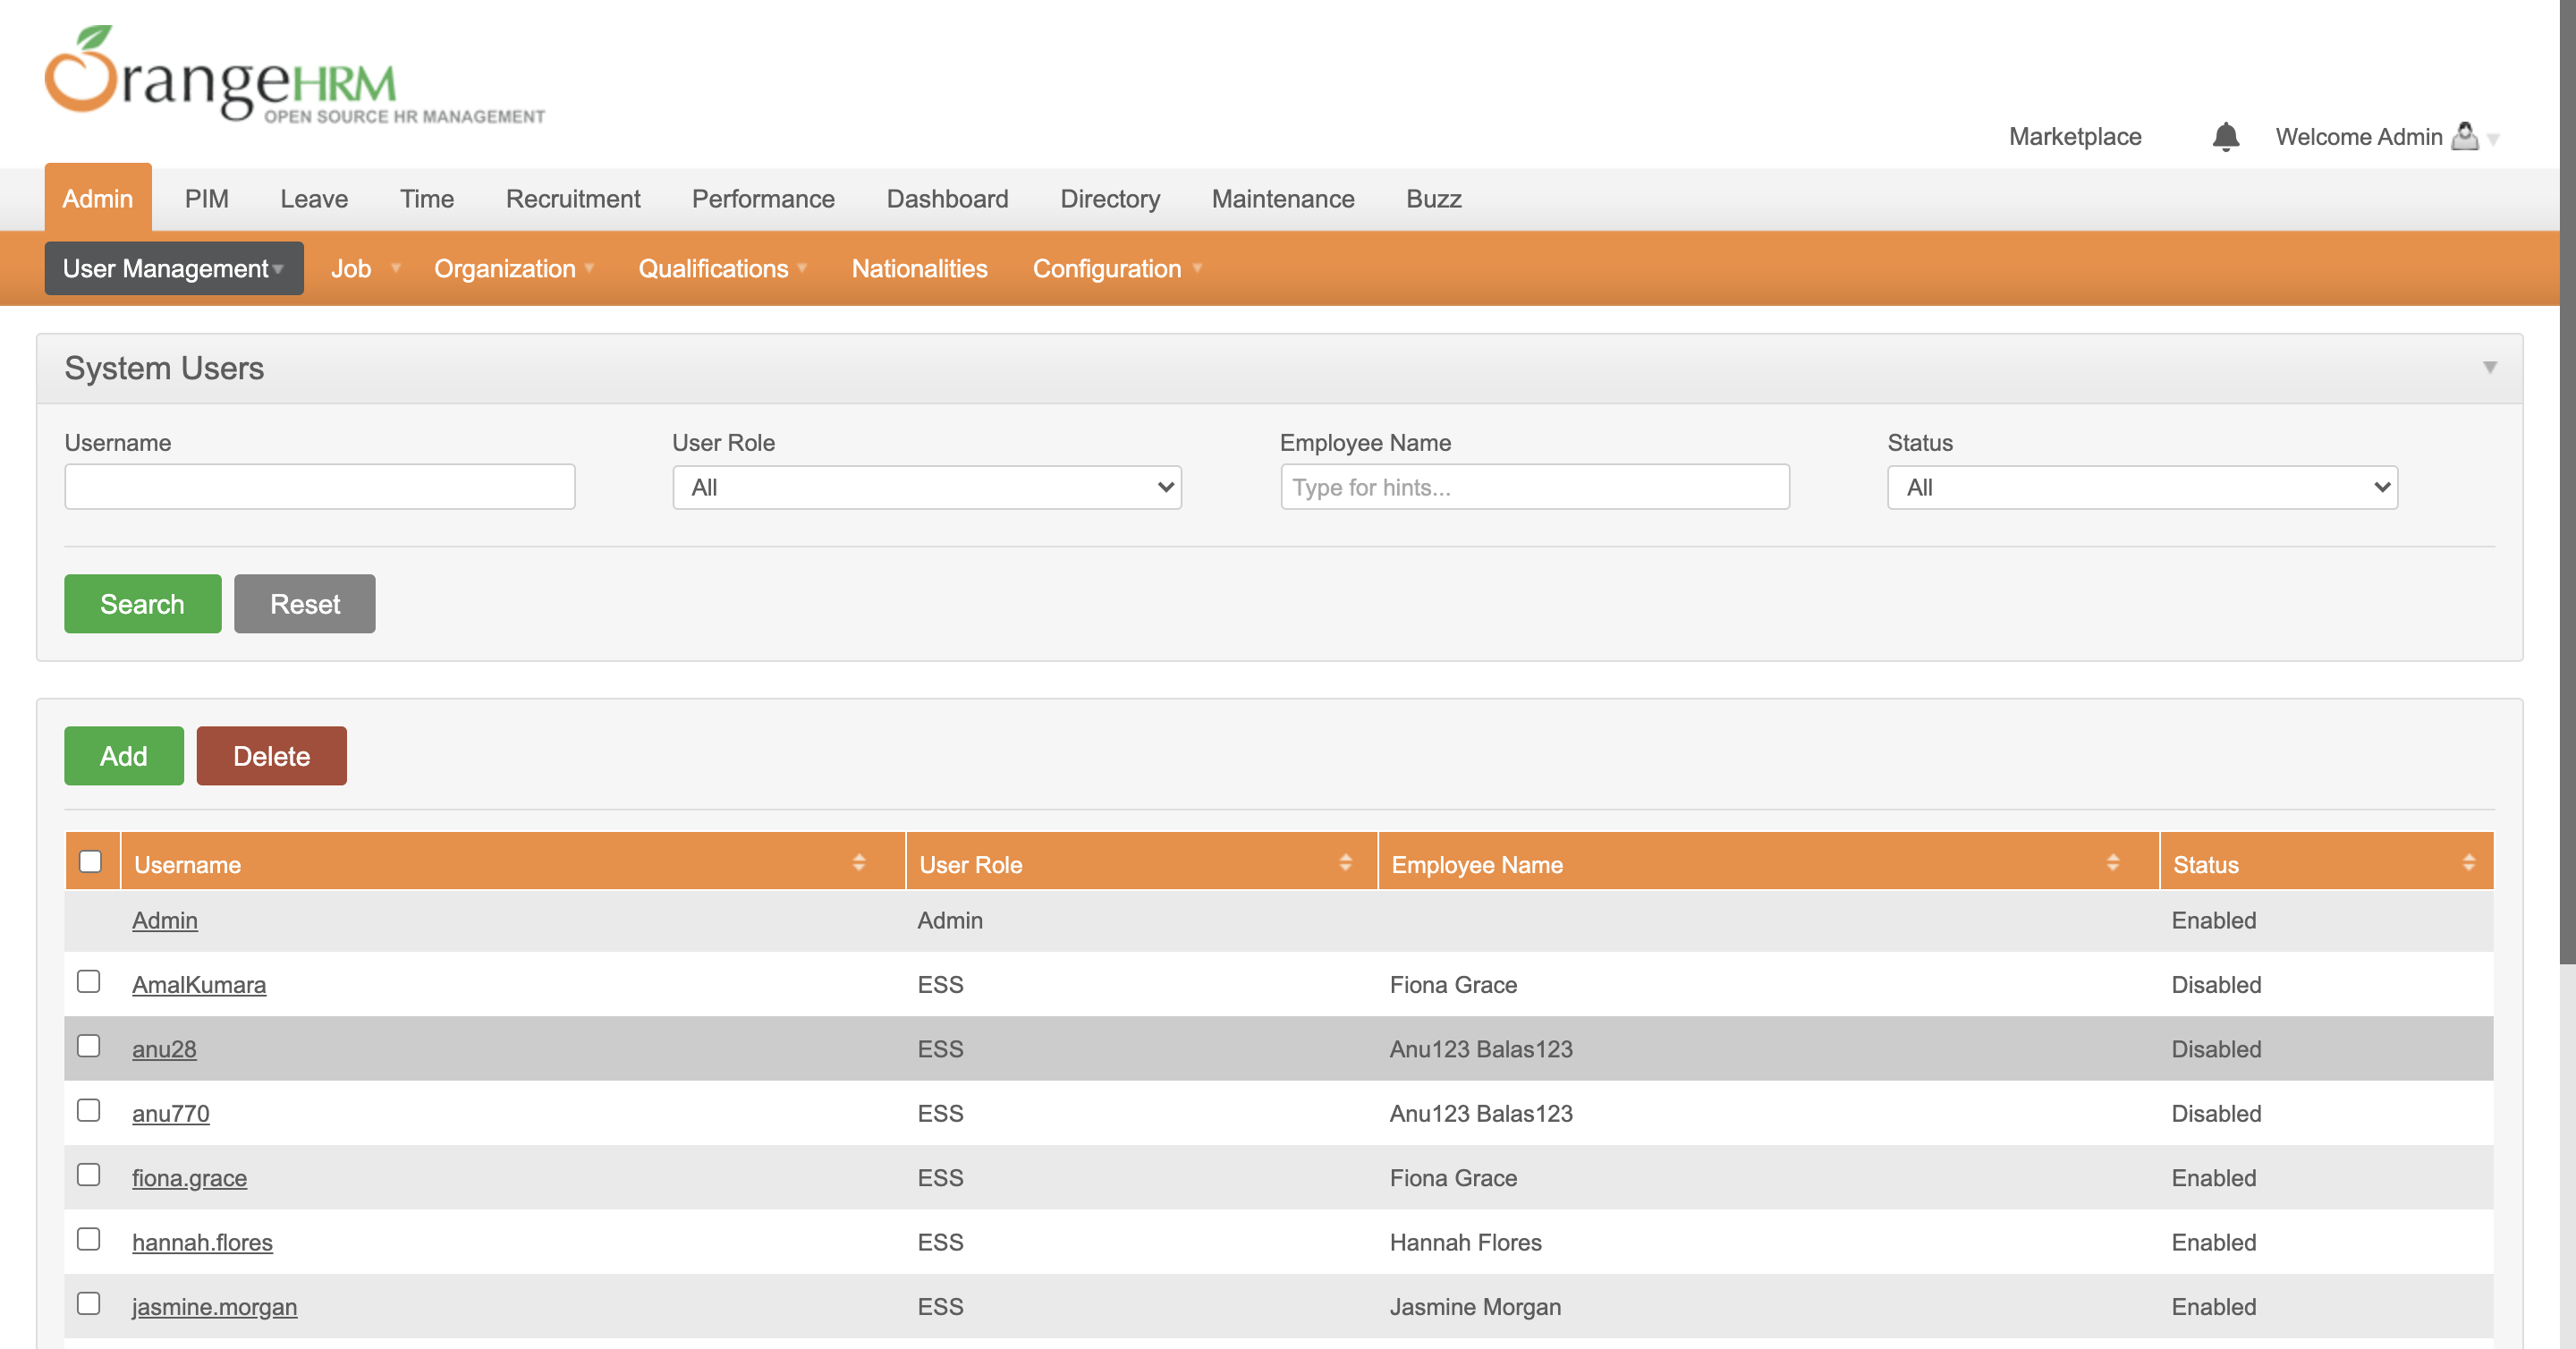 OrangeHRM
OPEN SOURCE HR MANAGEMENT
Marketplace Welcome Admin
Admin PIM Leave Time Recruitment Performance Dashboard Directory Maintenance Buzz
User Management Job Organization Qualifications Nationalities Configuration
System Users
Username User Role Employee Name Status
All Type for hints... All
Search Reset
Add Delete
Username User Role Employee Name Status
Admin Admin Enabled
AmalKumara ESS Fiona Grace Disabled
anu28 ESS Anu123 Balas123 Disabled
anu770 ESS Anu123 Balas123 Disabled
fiona.grace ESS Fiona Grace Enabled
hannah.flores ESS Hannah Flores Enabled
jasmine.morgan ESS Jasmine Morgan Enabled